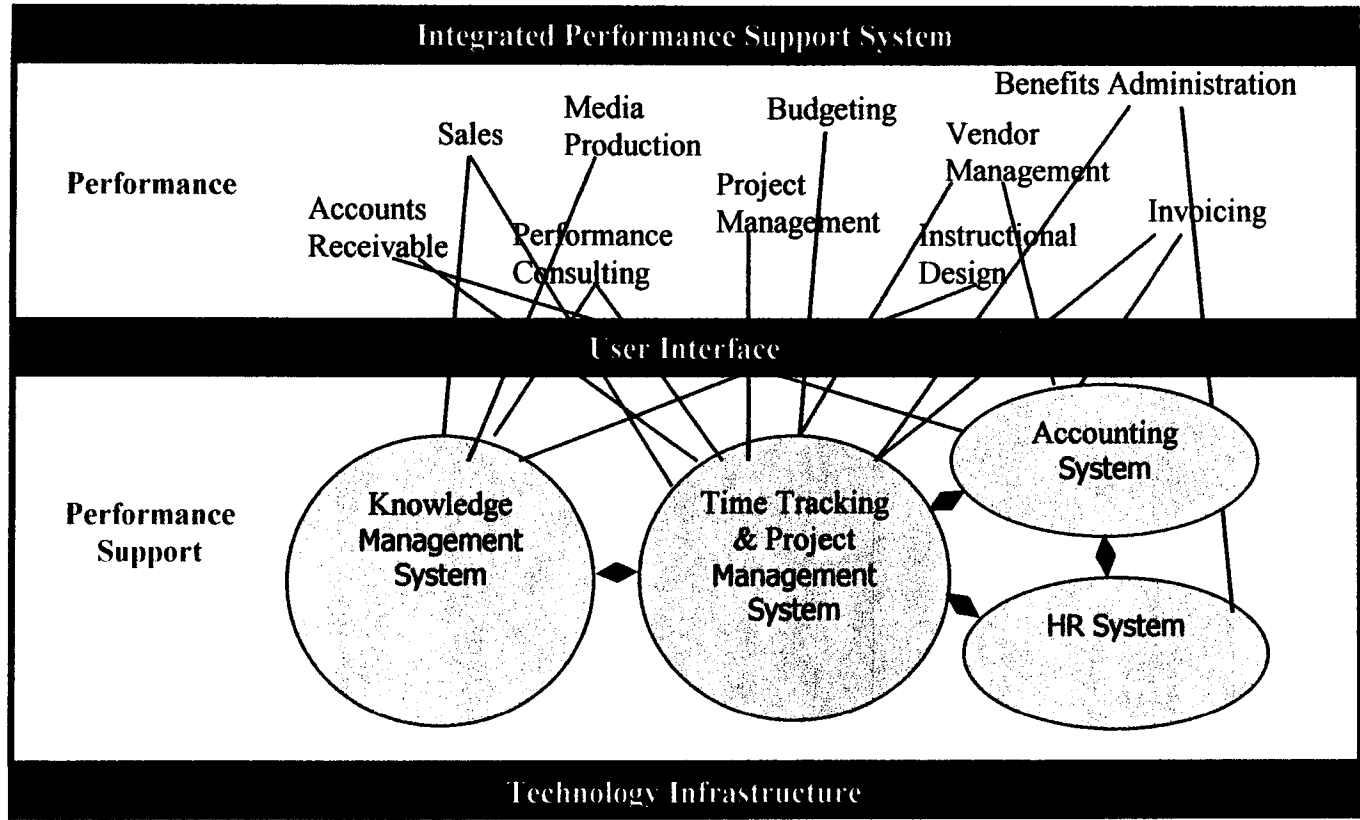 Integrated Performance Support System
Benefits Administration
Media
Production
Budgeting
Sales
Vendor
Management
Performance
Project
Management
Accounts
Receivable
Invoicing
Performance
Consulting
Instructional
Design
User Interface
Accounting
System
Knowledge
Management
System
Time Tracking
& Project
Management
System
Performance
Support
HR System
Technology Infrastructure